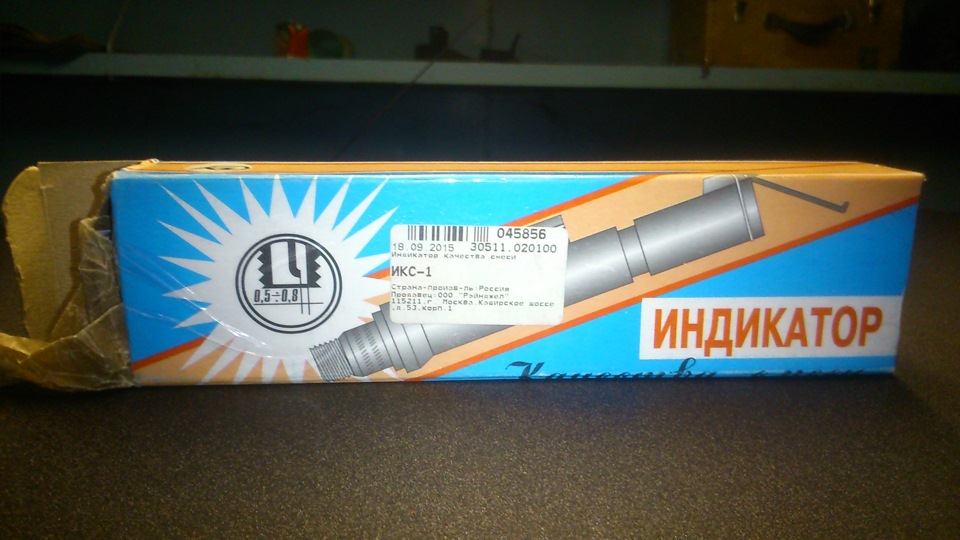 0,5÷0,8
045856
18.09.2015 30511.020100
Индикатор качества смеси
ИКС-1
Страна-произв-ль:Россия
Продавец:ООО "Рэйнджел"
115211,г. Москва,Каширское шоссе
,д.53,корп.1
ИНДИКАТОР